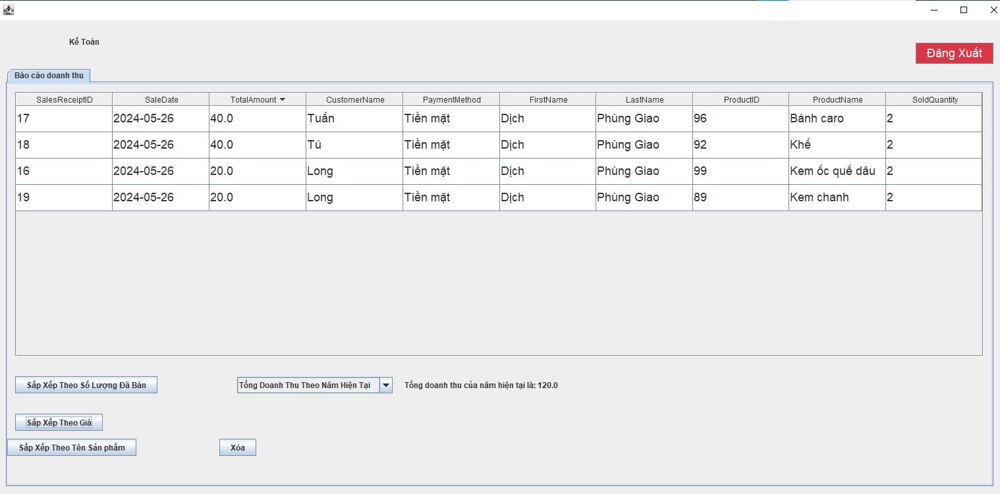 Kế Toán
Đăng Xuất
Báo cáo doanh thu
SalesReceiptID SaleDate TotalAmount CustomerName PaymentMethod FirstName LastName ProductID ProductName SoldQuantity
17 2024-05-26 40.0 Tuấn Tiền mặt Dịch Phùng Giao 96 Bánh caro 2
18 2024-05-26 40.0 Tú Tiền mặt Dịch Phùng Giao 92 Khế 2
16 2024-05-26 20.0 Long Tiền mặt Dịch Phùng Giao 99 Kem ốc quế dâu 2
19 2024-05-26 20.0 Long Tiền mặt Dịch Phùng Giao 89 Kem chanh 2
Sắp Xếp Theo Số Lượng Đã Bán Tổng Doanh Thu Theo Năm Hiện Tại Tổng doanh thu của năm hiện tại là: 120.0
Sắp Xếp Theo Giá
Sắp Xếp Theo Tên Sản phẩm Xóa